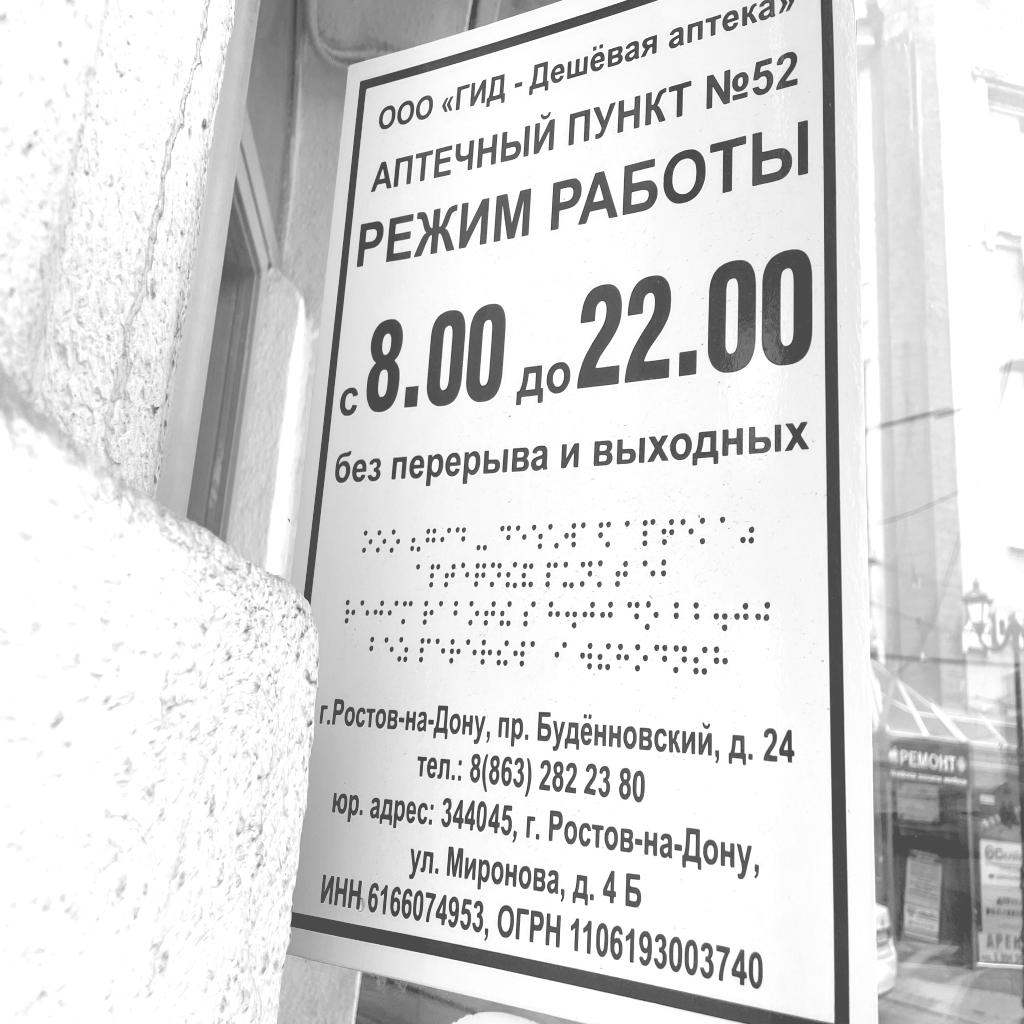 ООО «ГИД - Дешёвая аптека»
АПТЕЧНЫЙ ПУНКТ №52
РЕЖИМ РАБОТЫ
с 8.00 до 22.00
без перерыва и выходных
г.Ростов-на-Дону, пр. Будённовский, д. 24
тел.: 8(863) 282 23 80
юр. адрес: 344045, г. Ростов-на-Дону,
ул. Миронова, д. 4 Б
ИНН 6166074953, ОГРН 1106193003740
РЕМОНТ